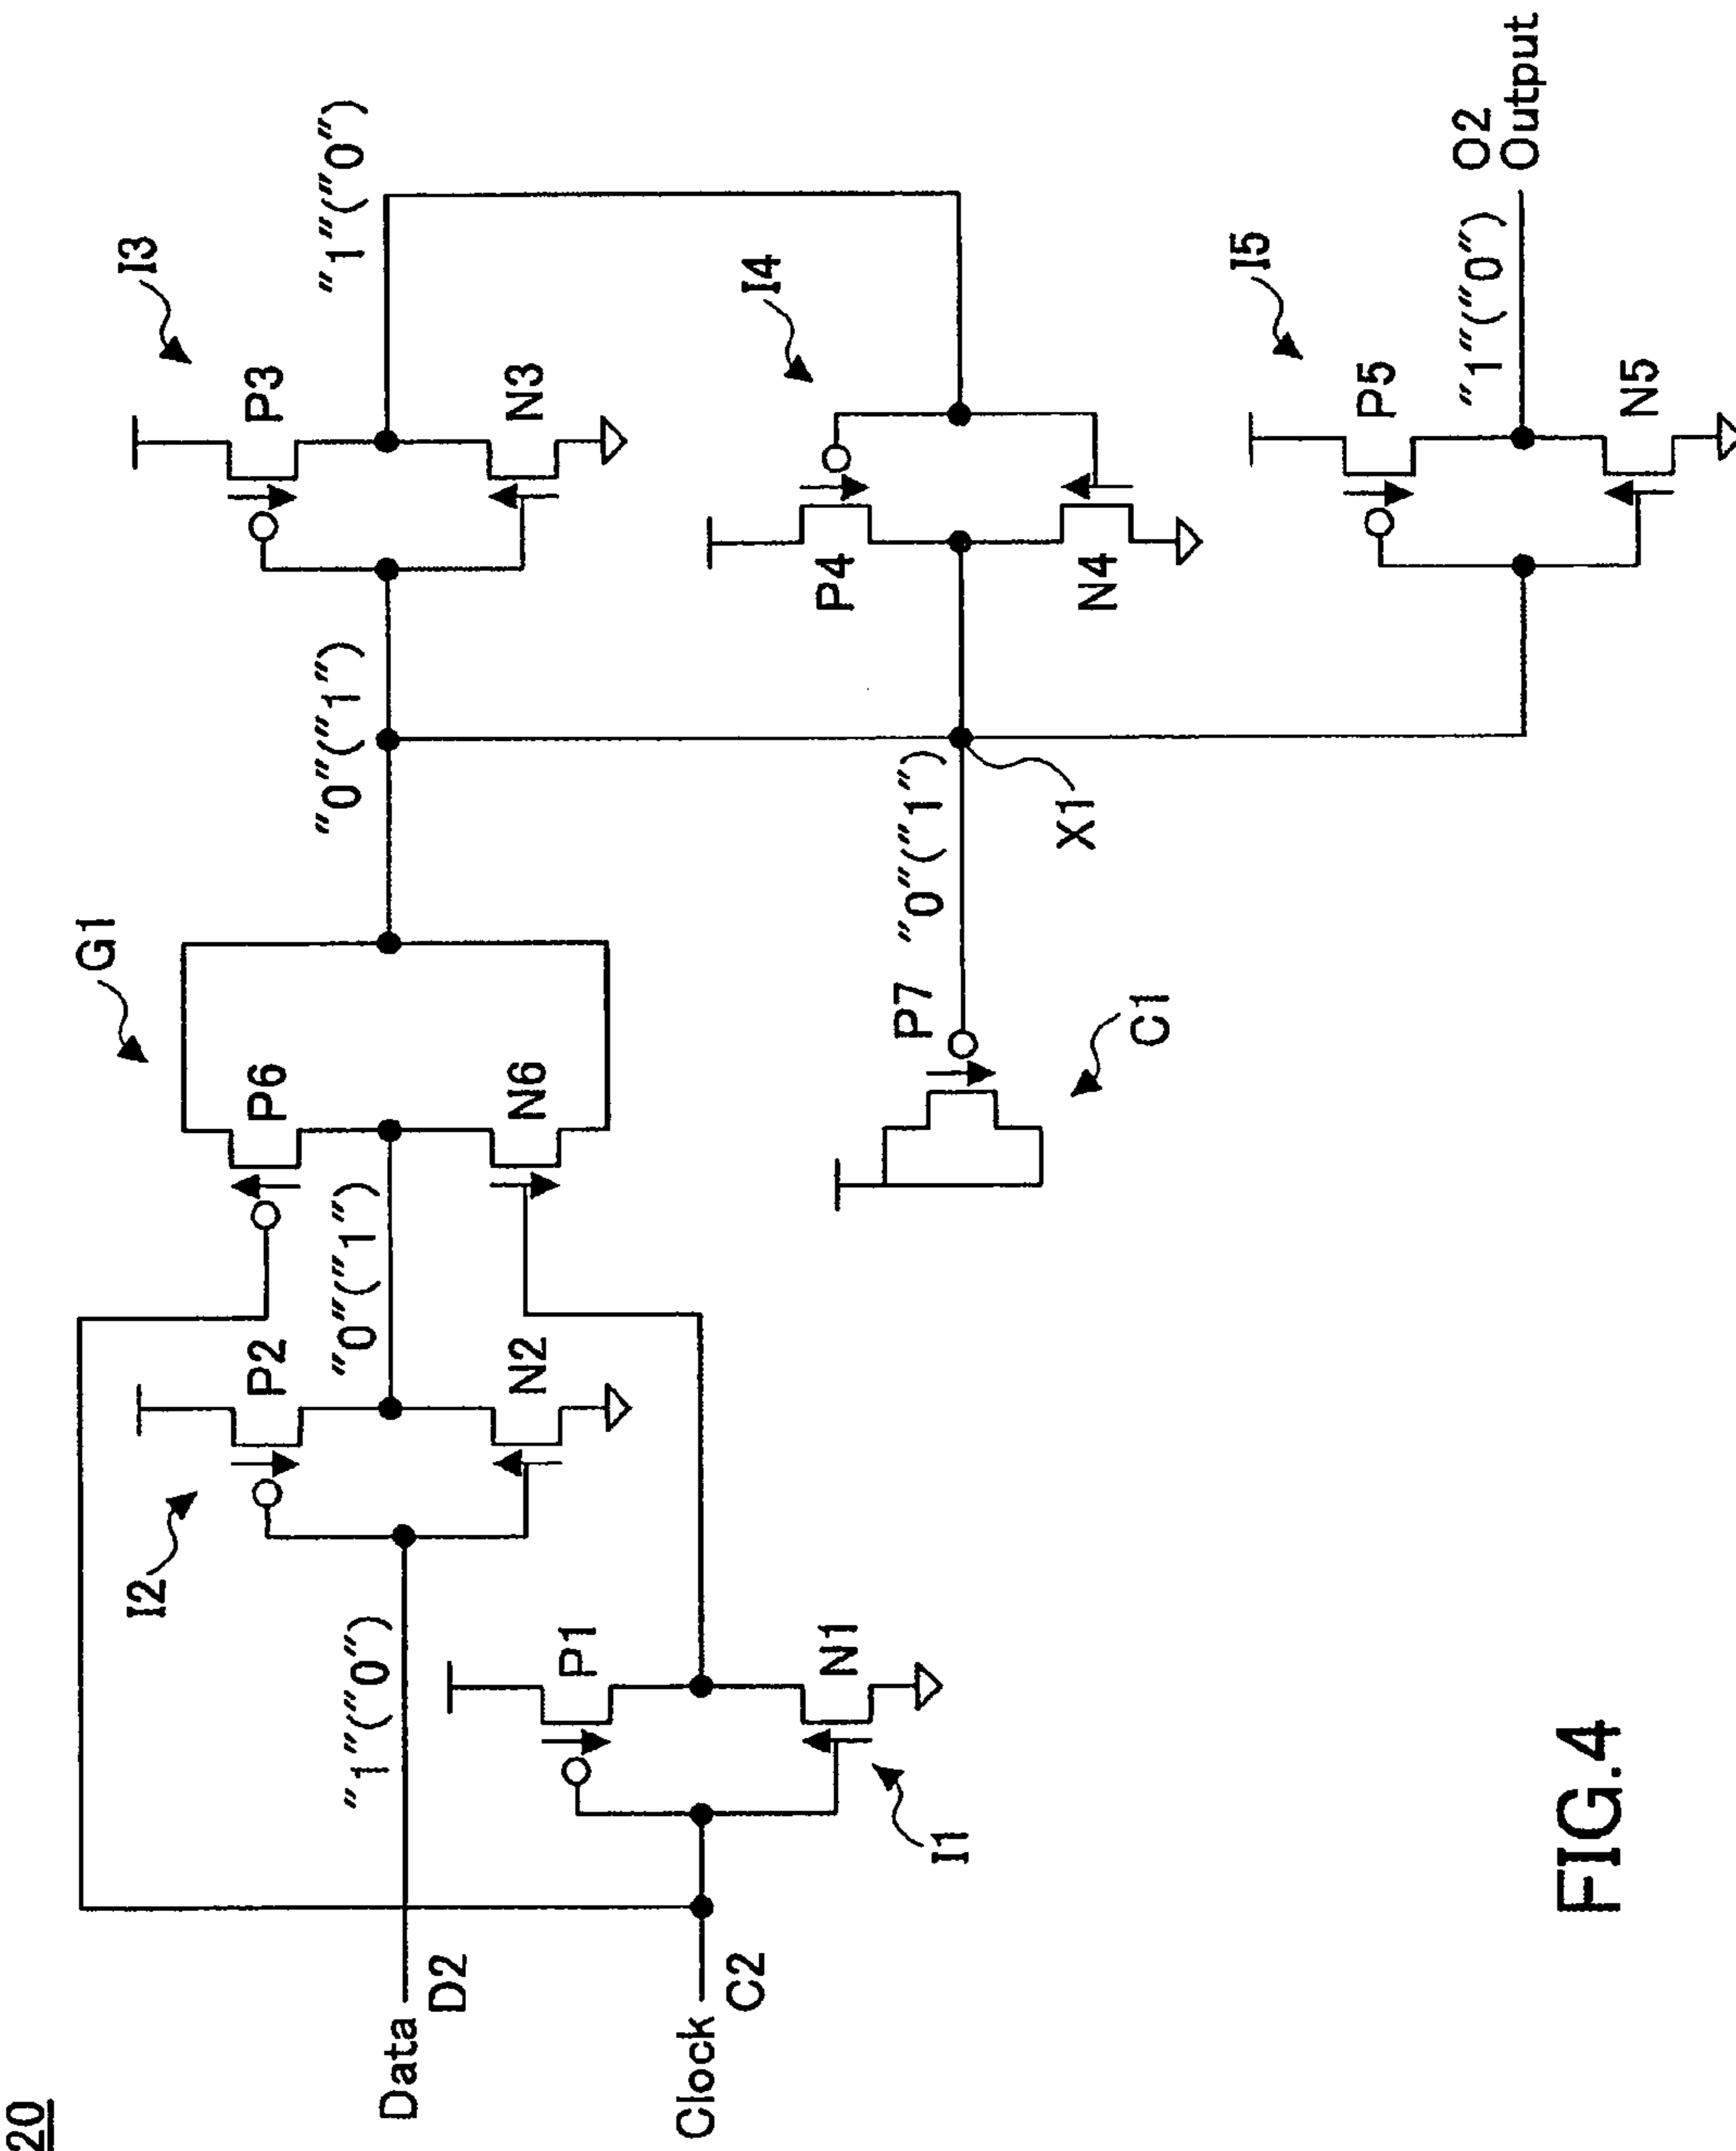 20
Data
D2
Clock
C2
"1"("0")
I2
P2
N2
I1
P1
N1
"0"("1")
G1
P6
N6
"0"("1")
I3
P3
N3
"1"("0")
P7
C1
"0"("1")
X1
I4
P4
N4
I5
P5
N5
"1"("0")
O2
Output
FIG.4